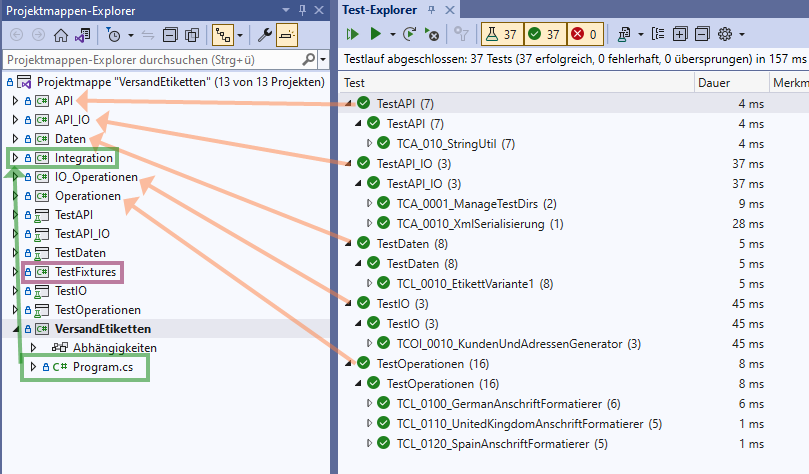 Projektmappen-Explorer
Projektmappen-Explorer durchsuchen (Strg+ü)
Projektmappe "VersandEtiketten" (13 von 13 Projekten)
C# API
C# API_IO
C# Daten
C# Integration
C# IO_Operationen
C# Operationen
TestAPI
TestAPI_IO
TestDaten
C# TestFixtures
TestIO
TestOperationen
C# VersandEtiketten
Abhängigkeiten
C# Program.cs
Test-Explorer
37 37 0
Testlauf abgeschlossen: 37 Tests (37 erfolgreich, 0 fehlerhaft, 0 übersprungen) in 157 ms
Test Dauer Merkm
TestAPI (7) 4 ms
TestAPI (7) 4 ms
TCA_010_StringUtil (7) 4 ms
TestAPI_IO (3) 37 ms
TestAPI_IO (3) 37 ms
TCA_0001_ManageTestDirs (2) 9 ms
TCA_0010_XmlSerialisierung (1) 28 ms
TestDaten (8) 5 ms
TestDaten (8) 5 ms
TCL_0010_EtikettVariante1 (8) 5 ms
TestIO (3) 45 ms
TestIO (3) 45 ms
TCOI_0010_KundenUndAdressenGenerator (3) 45 ms
TestOperationen (16) 8 ms
TestOperationen (16) 8 ms
TCL_0100_GermanAnschriftFormatierer (6) 6 ms
TCL_0110_UnitedKingdomAnschriftFormatierer (5) 1 ms
TCL_0120_SpainAnschriftFormatierer (5) 1 ms